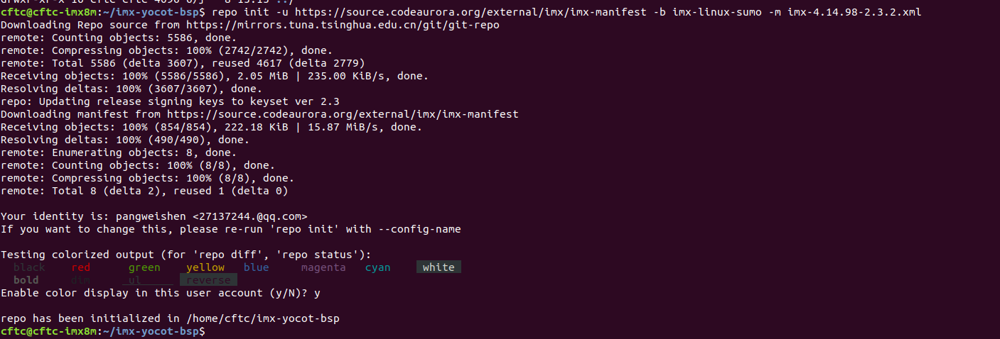 cftc@cftc-imx8m:~/imx-yocot-bsp$ repo init -u https://source.codeaurora.org/external/imx/imx-manifest -b imx-linux-sumo -m imx-4.14.98-2.3.2.xml
Downloading Repo source from https://mirrors.tuna.tsinghua.edu.cn/git/git-repo
remote: Counting objects: 5586, done.
remote: Compressing objects: 100% (2742/2742), done.
remote: Total 5586 (delta 3607), reused 4617 (delta 2779)
Receiving objects: 100% (5586/5586), 2.05 MiB | 235.00 KiB/s, done.
Resolving deltas: 100% (3607/3607), done.
repo: Updating release signing keys to keyset ver 2.3
Downloading manifest from https://source.codeaurora.org/external/imx/imx-manifest
Receiving objects: 100% (854/854), 222.18 KiB | 15.87 MiB/s, done.
Resolving deltas: 100% (490/490), done.
remote: Enumerating objects: 8, done.
remote: Counting objects: 100% (8/8), done.
remote: Compressing objects: 100% (8/8), done.
remote: Total 8 (delta 2), reused 1 (delta 0)
Your identity is: pangweishen <27137244.@qq.com>
If you want to change this, please re-run 'repo init' with --config-name
Testing colorized output (for 'repo diff', 'repo status'):
black red green yellow blue magenta cyan white
bold dim ul reverse
Enable color display in this user account (y/N)? y
repo has been initialized in /home/cftc/imx-yocot-bsp
cftc@cftc-imx8m:~/imx-yocot-bsp$